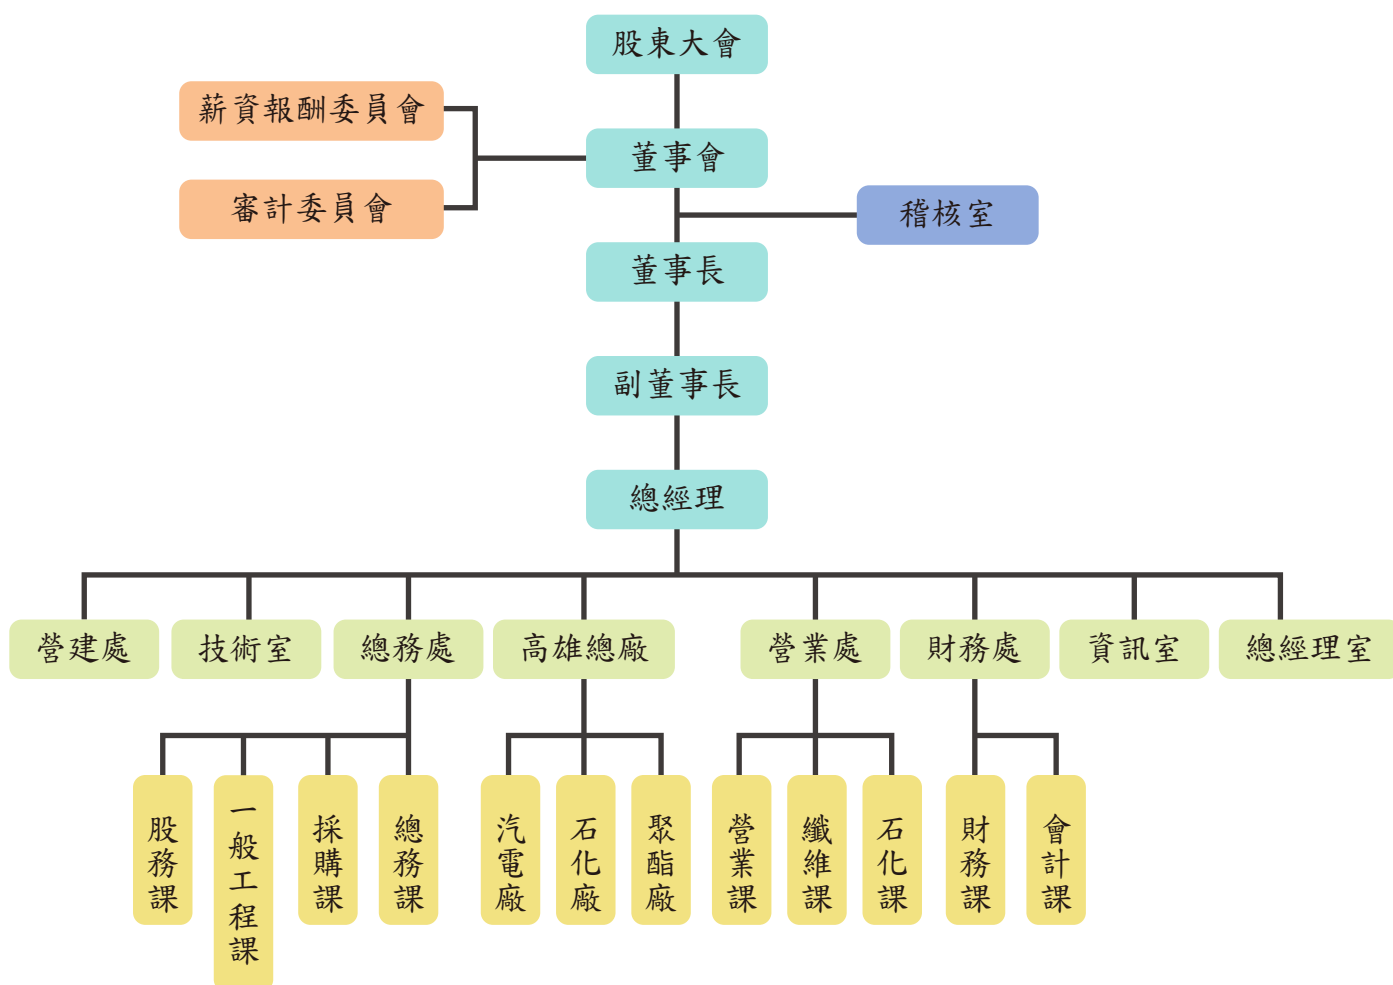 股東大會
薪資報酬委員會
董事會
審計委員會
稽核室
董事長
副董事長
總經理
營建處
技術室
總務處
高雄總廠
營業處
財務處
資訊室
總經理室
股務課
一般工程課
採購課
總務課
汽電廠
石化廠
聚酯廠
營業課
纖維課
石化課
財務課
會計課